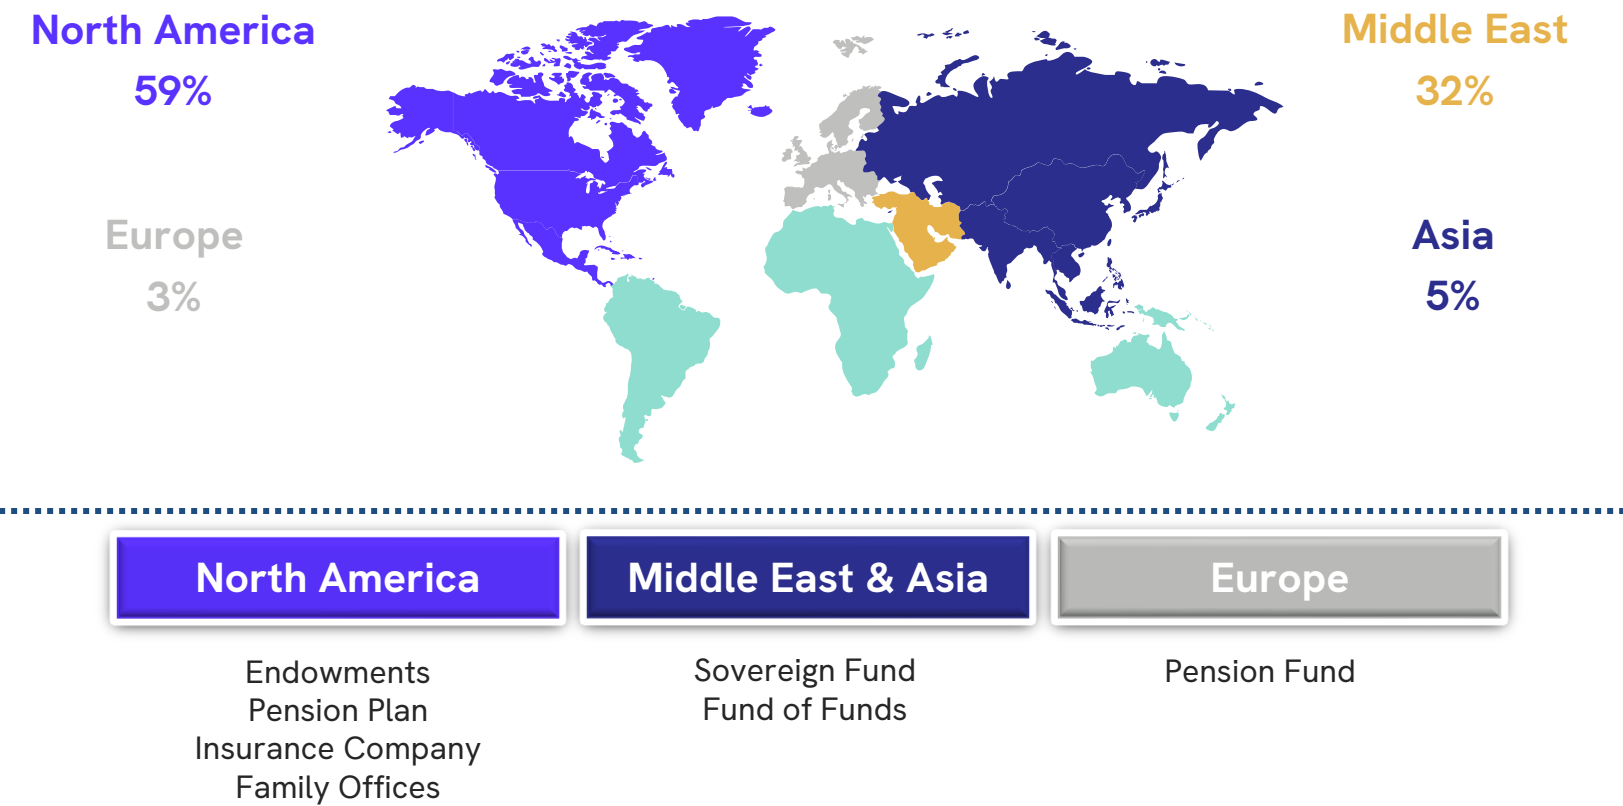 North America
59%
Middle East
32%
Europe
3%
Asia
5%
North America
Endowments
Pension Plan
Insurance Company
Family Offices
Middle East & Asia
Sovereign Fund
Fund of Funds
Europe
Pension Fund